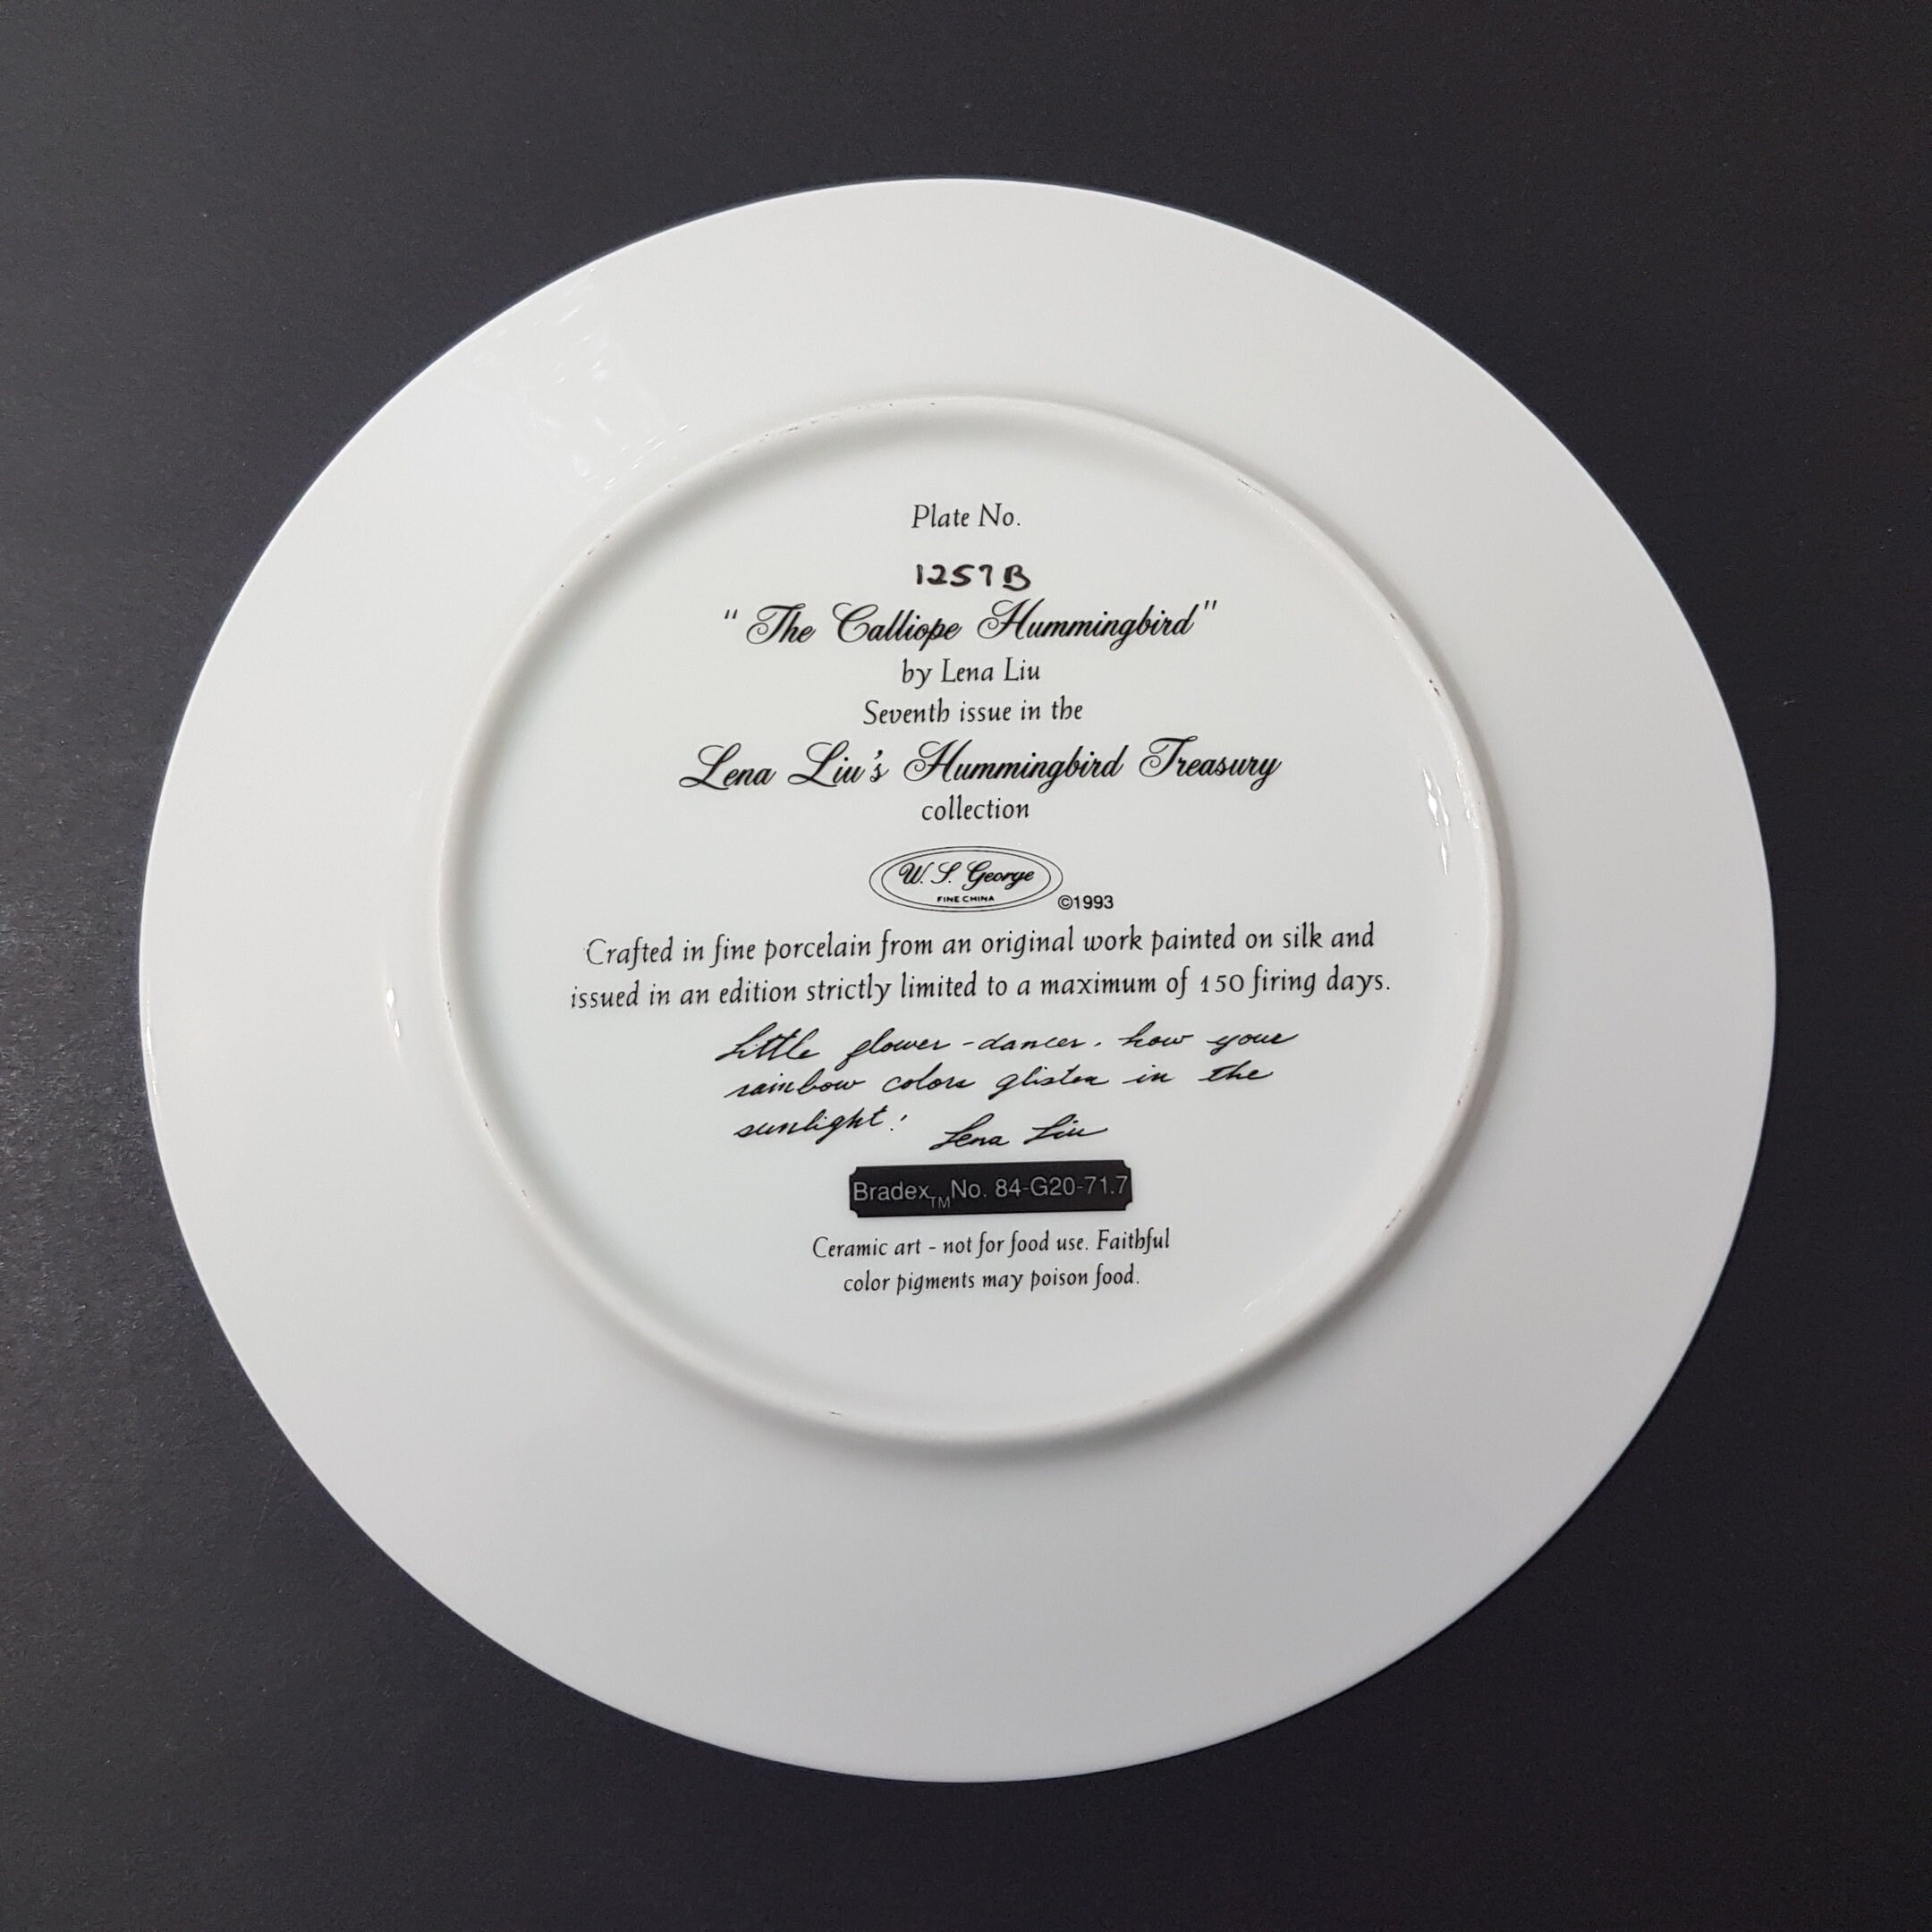 Plate No.
1257B
"The Calliope Hummingbird"
by Lena Liu
Seventh issue in the
Lena Liu's Hummingbird Treasury
collection
W. S. George
FINE CHINA
©1993
Crafted in fine porcelain from an original work painted on silk and
issued in an edition strictly limited to a maximum of 150 firing days.
Little flower-dancer, how your
rainbow colors glisten in the
sunlight! Lena Liu
Bradex™ No. 84-G20-71.7
Ceramic art - not for food use. Faithful
color pigments may poison food.